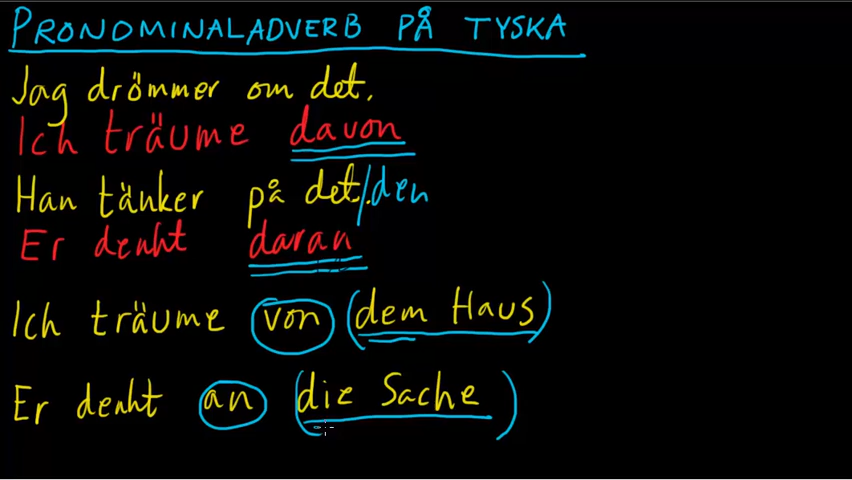 PRONOMINALADVERB PÅ TYSKA
Jag drömmer om det.
Ich träume davon
Han tänker på det./den
Er denkt daran
Ich träume von (dem Haus)
Er denkt an (die Sache)